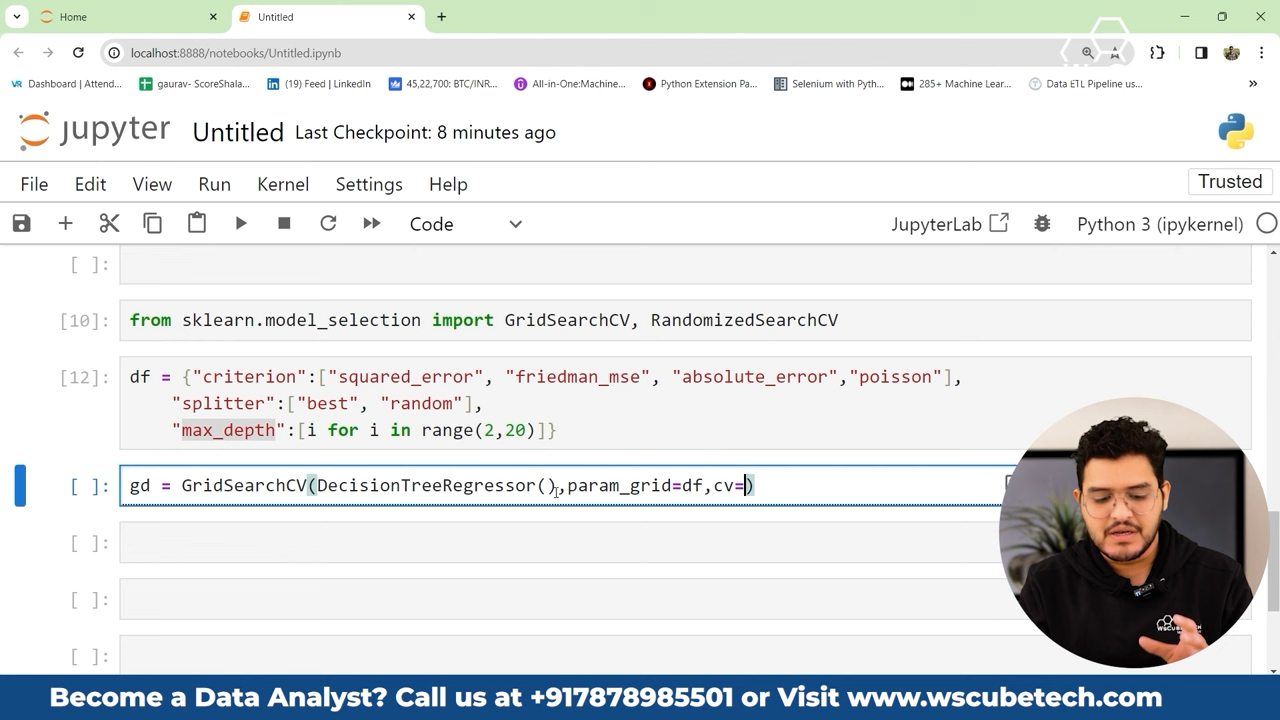 Home
Untitled
localhost:8888/notebooks/Untitled.ipynb
Dashboard | Attend... gaurav- ScoreShala... (19) Feed | LinkedIn 45,22,700: BTC/INR... All-in-One:Machine... Python Extension Pa... Selenium with Pyth... 285+ Machine Lear... Data ETL Pipeline us... »
jupyter Untitled Last Checkpoint: 8 minutes ago
File Edit View Run Kernel Settings Help Trusted
Code JupyterLab Python 3 (ipykernel)
[ ]:
[10]: from sklearn.model_selection import GridSearchCV, RandomizedSearchCV
[12]: df = {"criterion":["squared_error", "friedman_mse", "absolute_error","poisson"],
"splitter":["best", "random"],
"max_depth":[i for i in range(2,20)]}
[ ]: gd = GridSearchCV(DecisionTreeRegressor(),param_grid=df,cv=)
[ ]:
[ ]:
[ ]:
WSCUBETECH
Become a Data Analyst? Call us at +917878985501 or Visit www.wscubetech.com